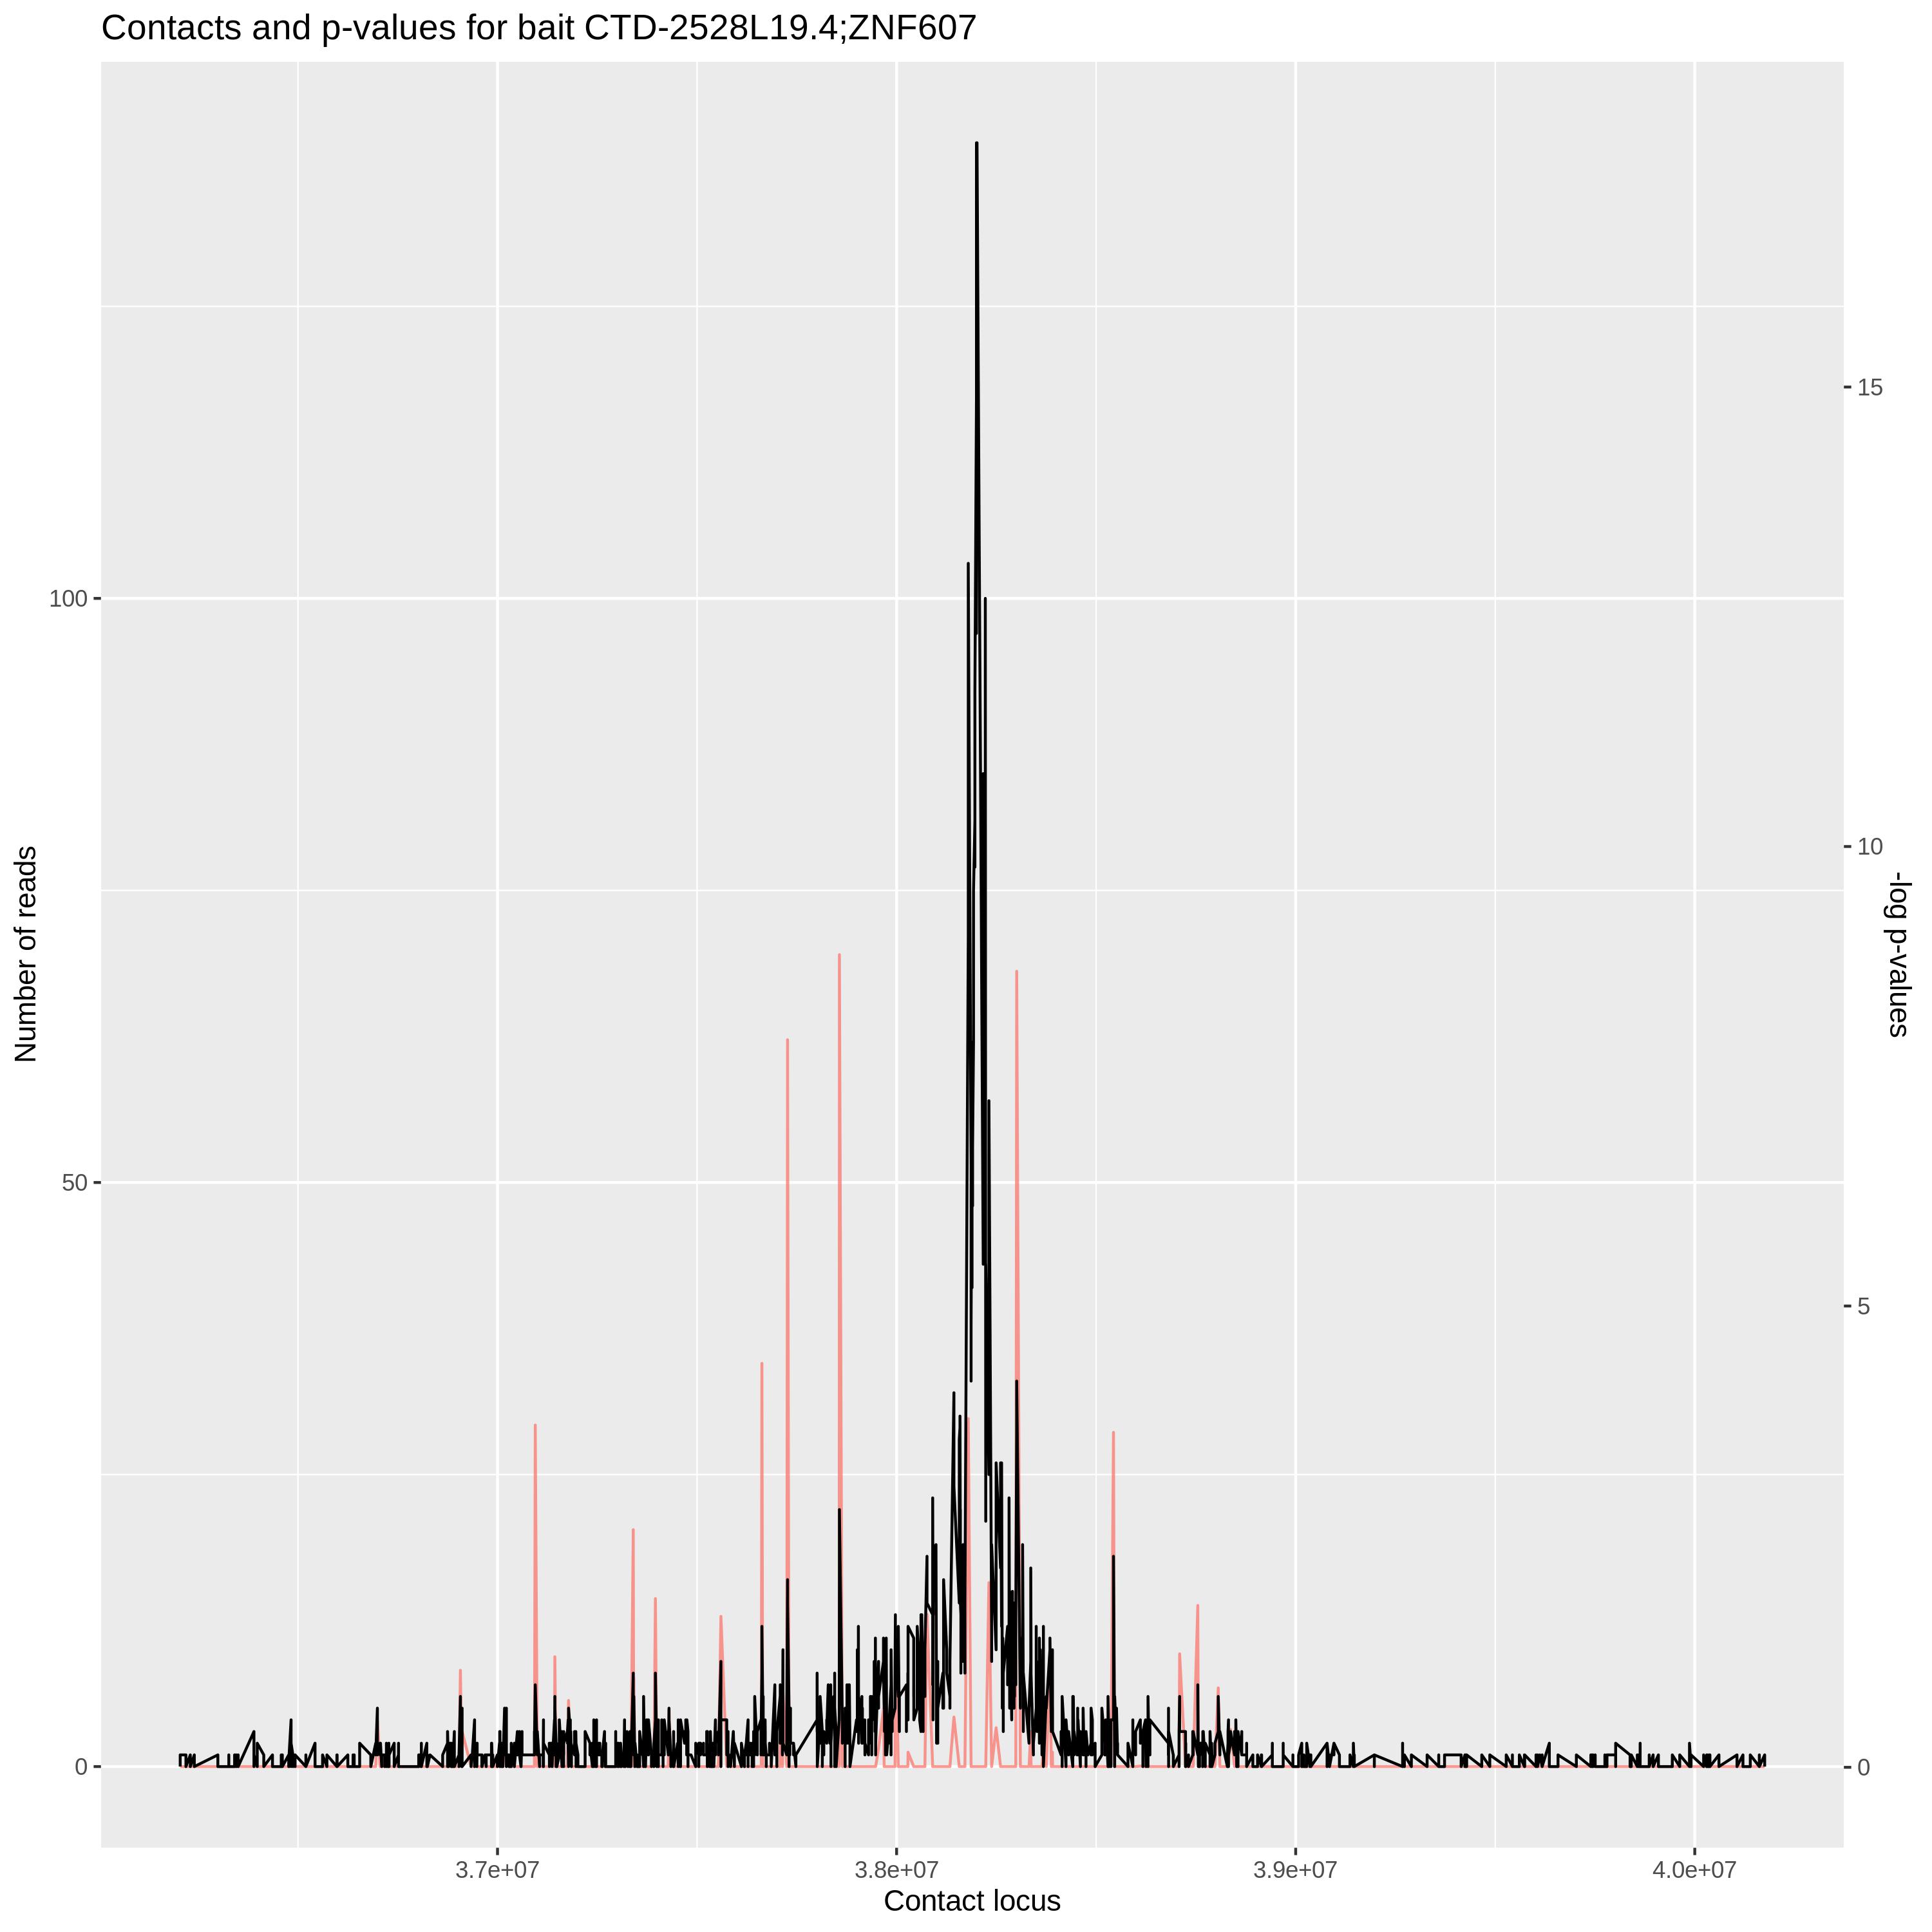 Contacts and p-values for bait CTD-2528L19.4;ZNF607
Number of reads
100
50
0
15
10
5
0
-log p-values
3.7e+07
3.8e+07
3.9e+07
4.0e+07
Contact locus